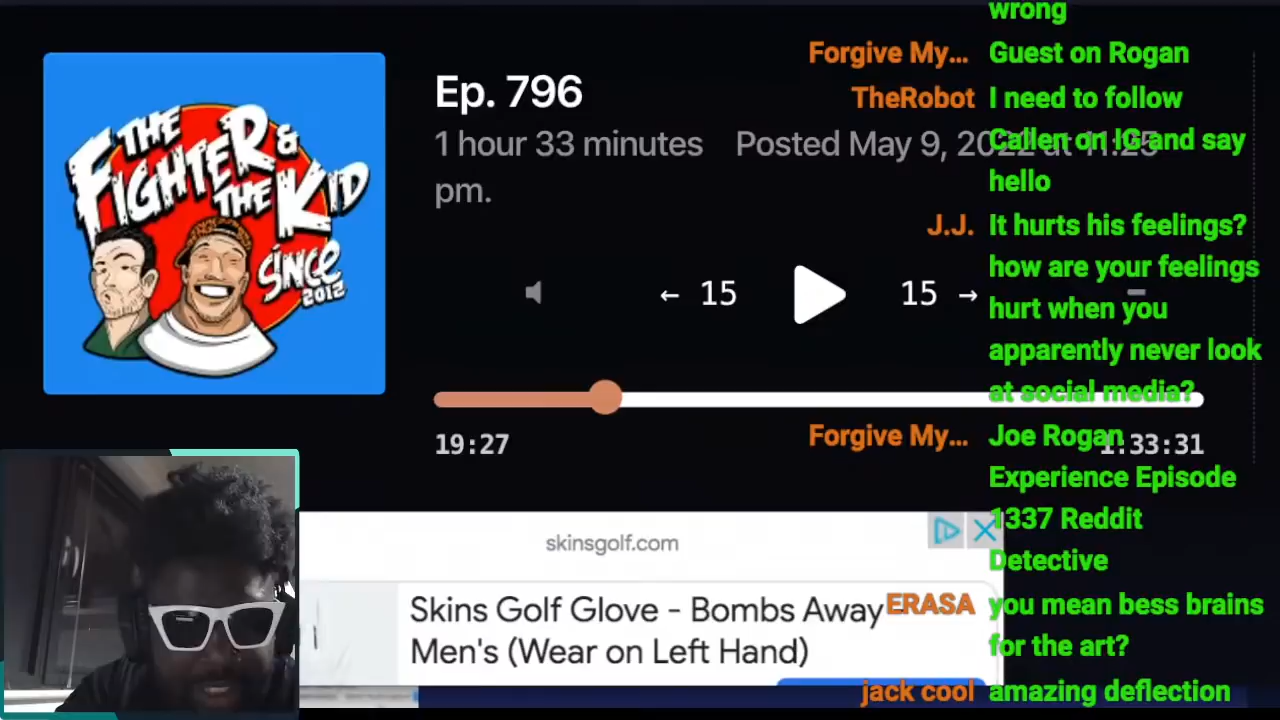 THE
FIGHTER &
THE KID
SINCE
2012
Ep. 796
1 hour 33 minutes Posted May 9, 2022 at 11:25
pm.
← 15
15 →
19:27
1:33:31
skinsgolf.com
Skins Golf Glove - Bombs Away -
Men's (Wear on Left Hand)
wrong
Forgive My... Guest on Rogan
TheRobot I need to follow
Callen on IG and say
hello
J.J. It hurts his feelings?
how are your feelings
hurt when you
apparently never look
at social media?
Forgive My... Joe Rogan
Experience Episode
1337 Reddit
Detective
ERASA you mean bess brains
for the art?
jack cool amazing deflection